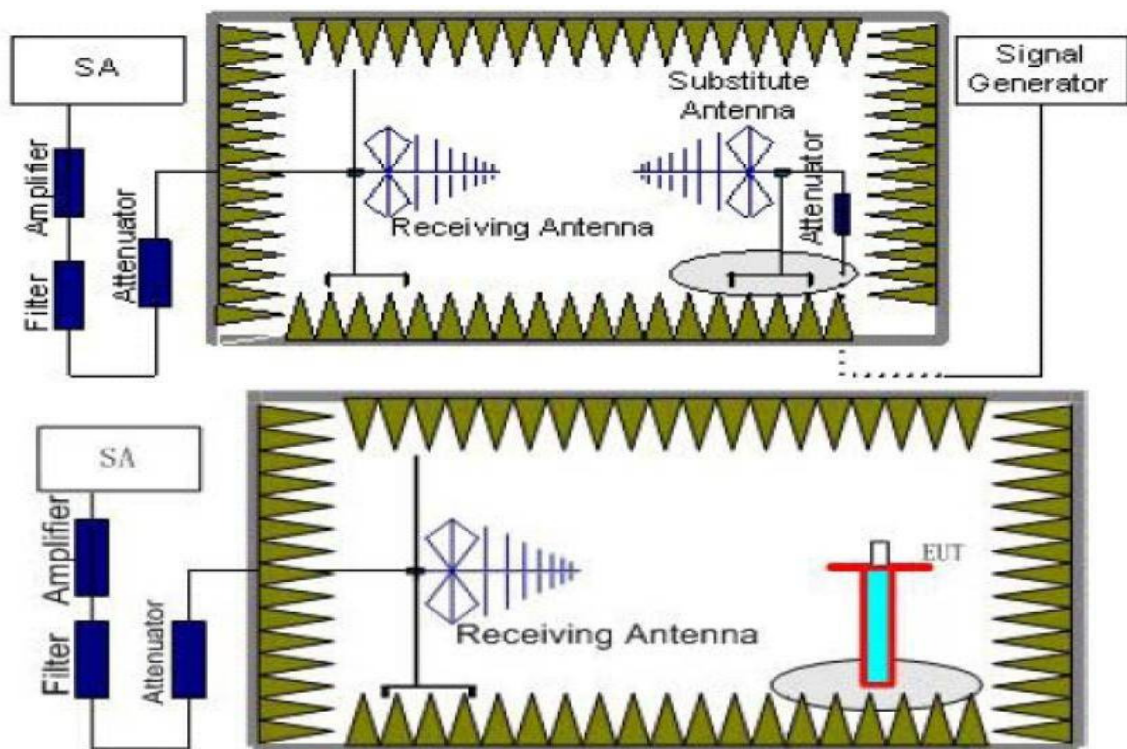 SA
Amplifier
Filter
Attenuator
Receiving Antenna
Substitute
Antenna
Attenuator
Signal
Generator
SA
Amplifier
Filter
Attenuator
Receiving Antenna
EUT